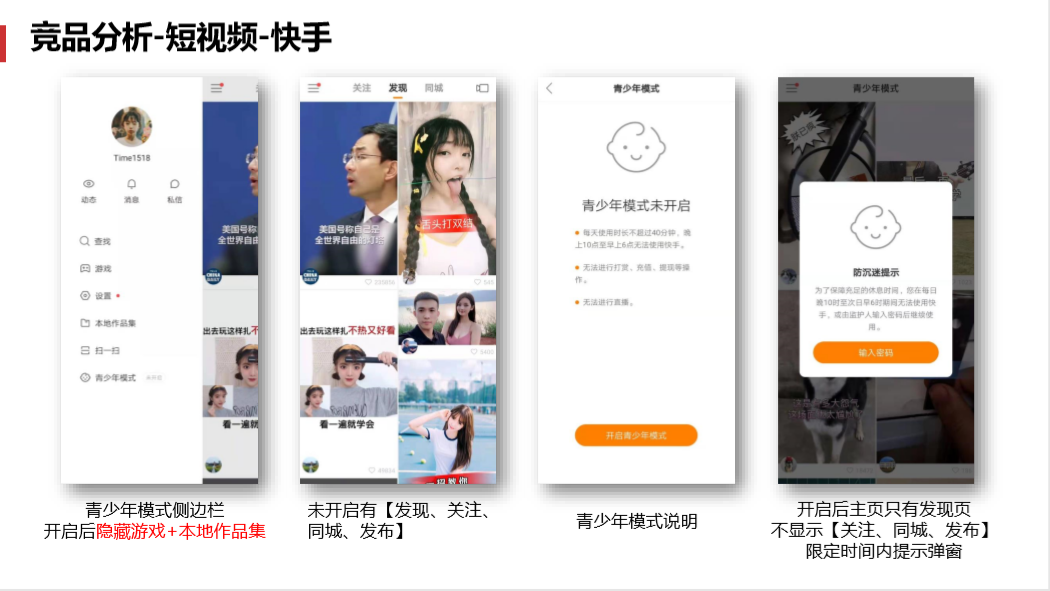 竞品分析-短视频-快手
Time1518
动态
消息
私信
查找
游戏
设置
本地作品集
扫一扫
青少年模式
美国号称
全世界自由
出去玩这样扎不
看一遍就
关注
发现
同城
美国号称自己是
全世界自由的灯塔
舌头打双结
出去玩这样扎不热又好看
看一遍就学会
青少年模式
青少年模式未开启
每天使用时长不超过40分钟，晚
上10点至早上6点无法使用快手。
无法进行打赏、充值、提现等操
作。
无法进行直播。
开启青少年模式
青少年模式
防沉迷提示
为了保障充足的休息时间，您在每日
晚10时至次日早6时期间无法使用快
手，或由监护人输入密码后继续使
用。
输入密码
青少年模式侧边栏
开启后隐藏游戏+本地作品集
未开启有【发现、关注、
同城、发布】
青少年模式说明
开启后主页只有发现页
不显示【关注、同城、发布】
限定时间内提示弹窗